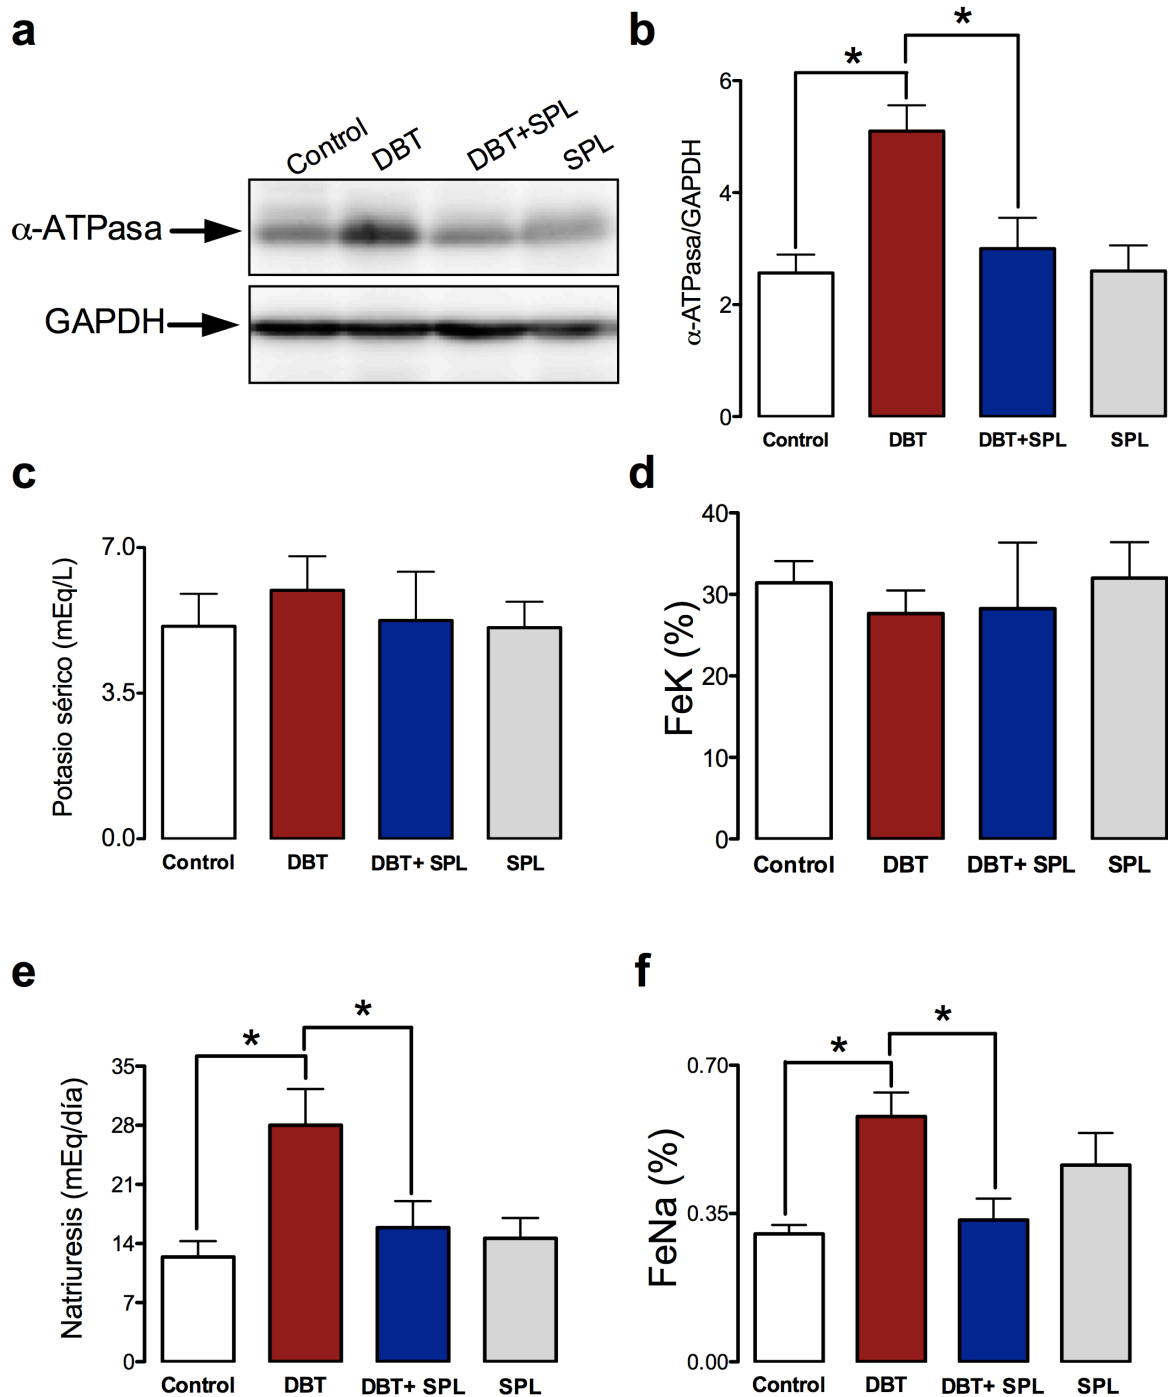 a
Control
DBT
DBT+SPL
SPL
α-ATPasa
GAPDH
b
*
*
α-ATPasa/GAPDH
6
4
2
0
Control
DBT
DBT+SPL
SPL
c
Potasio sérico (mEq/L)
7.0
3.5
0.0
Control
DBT
DBT+ SPL
SPL
d
FeK (%)
40
30
20
10
0
Control
DBT
DBT+ SPL
SPL
e
*
*
Natriuresis (mEq/día)
35
28
21
14
7
0
Control
DBT
DBT+ SPL
SPL
f
*
*
FeNa (%)
0.70
0.35
0.00
Control
DBT
DBT+ SPL
SPL